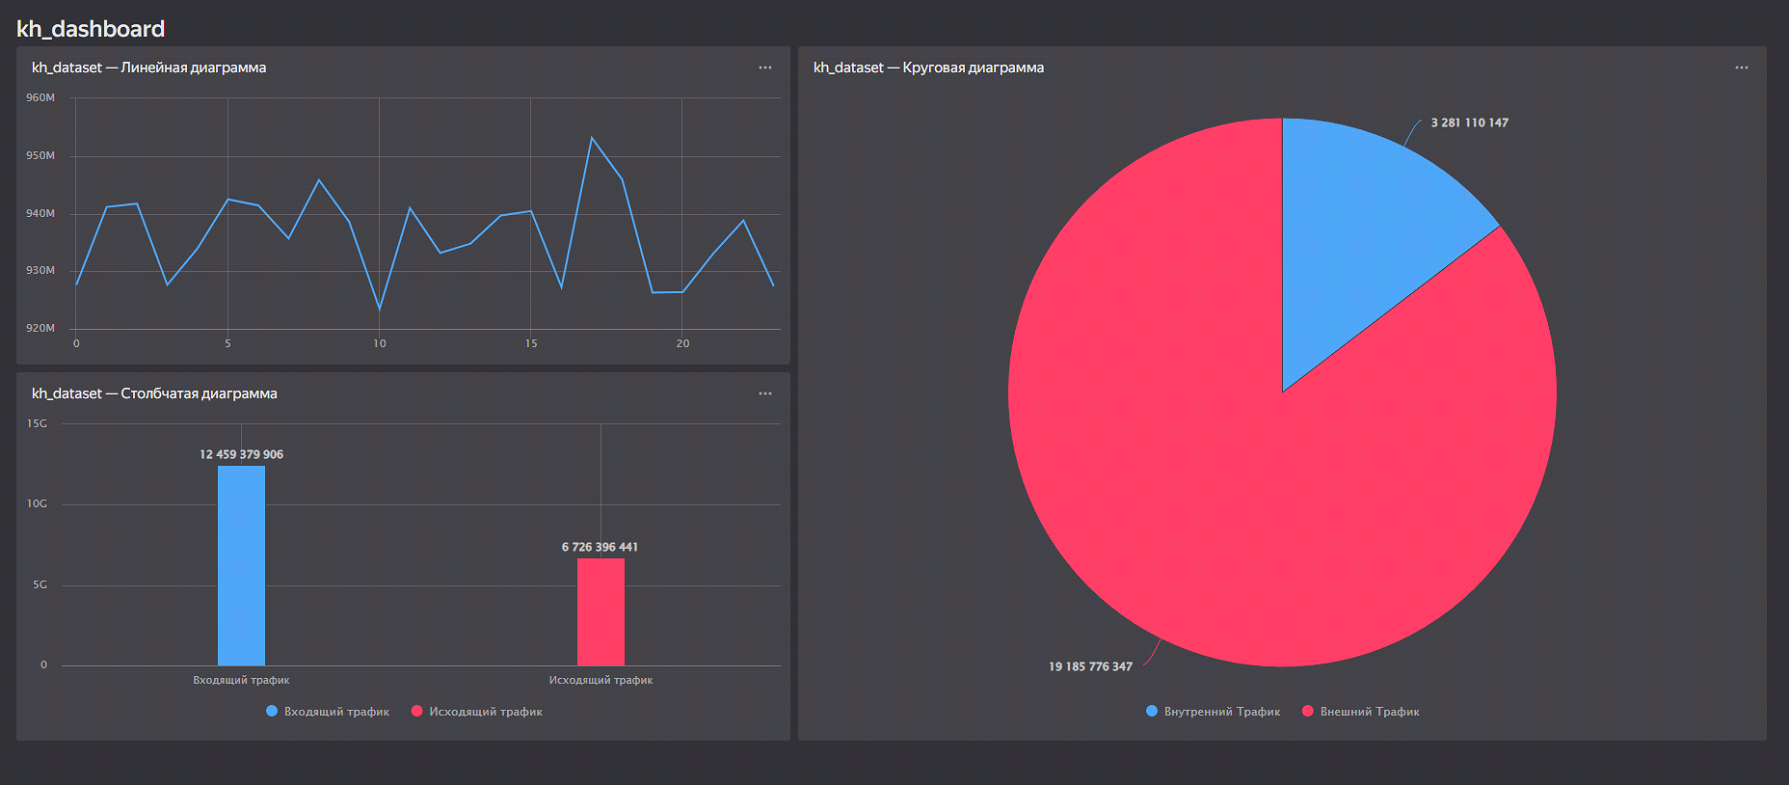 kh_dashboard
kh_dataset — Линейная диаграмма
960M
950M
940M
930M
920M
0 5 10 15 20
kh_dataset — Столбчатая диаграмма
15G
10G
5G
0
12 459 379 906
6 726 396 441
Входящий трафик Исходящий трафик
Входящий трафик Исходящий трафик
kh_dataset — Круговая диаграмма
3 281 110 147
19 185 776 347
Внутренний Трафик Внешний Трафик